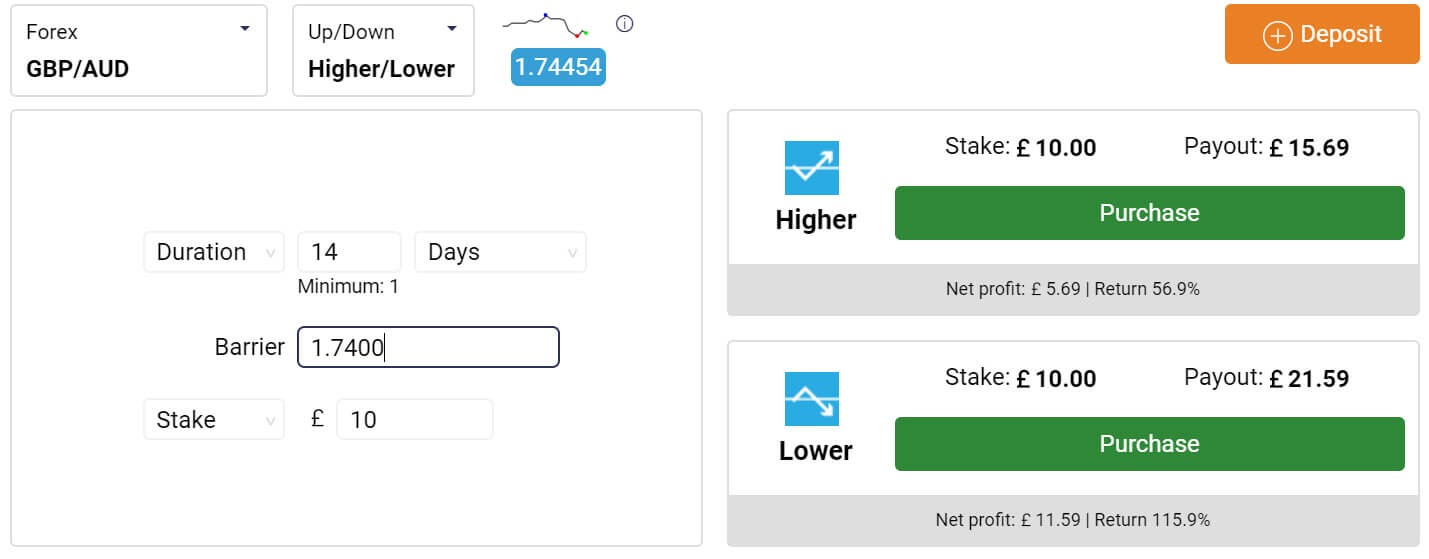 Forex
GBP/AUD
Up/Down
Higher/Lower
1.74454
Deposit
Duration 14 Days
Minimum: 1
Barrier 1.7400
Stake £ 10
Higher
Stake: £ 10.00 Payout: £ 15.69
Purchase
Net profit: £ 5.69 | Return 56.9%
Lower
Stake: £ 10.00 Payout: £ 21.59
Purchase
Net profit: £ 11.59 | Return 115.9%